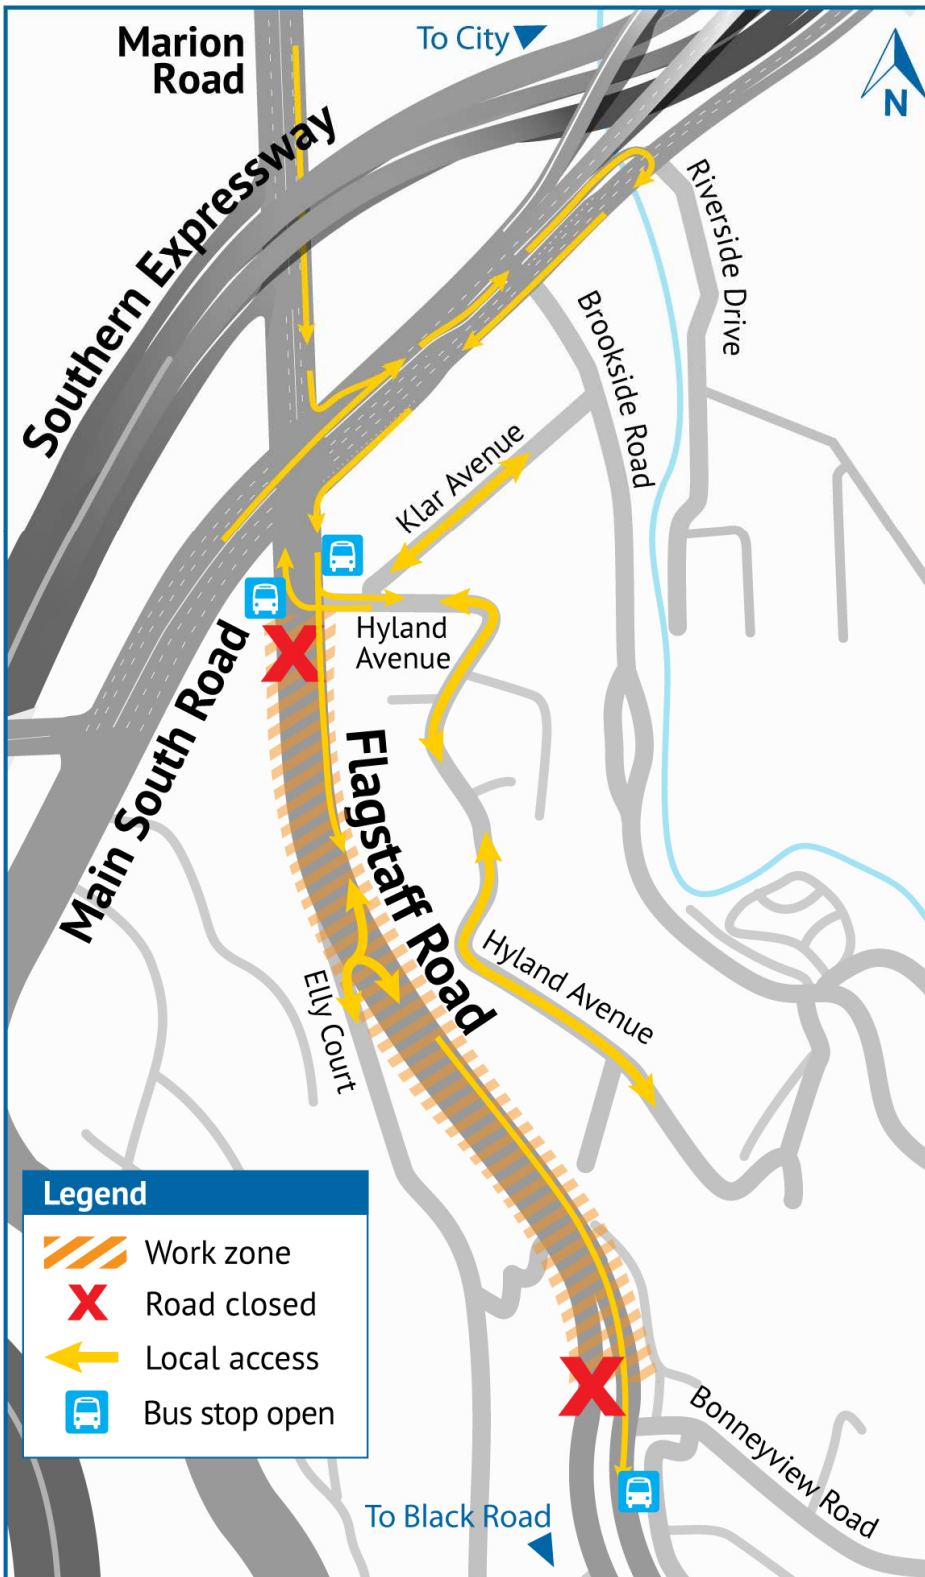 Marion
Road
To City
N
Southern Expressway
Riverside Drive
Brookside Road
Klar Avenue
Hyland
Avenue
Main South Road
Flagstaff Road
Hyland Avenue
Elly Court
Legend
Work zone
X Road closed
Local access
Bus stop open
Bonneyview Road
To Black Road